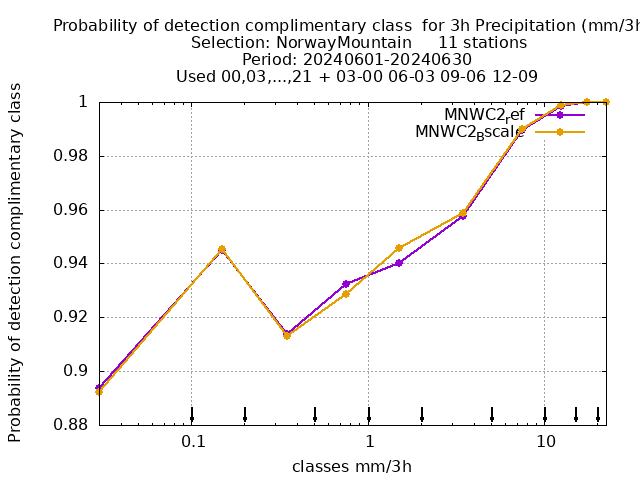 Probability of detection complimentary class  for 3h Precipitation (mm/3h
Selection: NorwayMountain     11 stations
Period: 20240601-20240630
Used 00,03,...,21 + 03-00 06-03 09-06 12-09
Probability of detection complimentary class
1
0.98
0.96
0.94
0.92
0.9
0.88
MNWC2ref
MNWC2Bscale
0.1
1
10
classes mm/3h